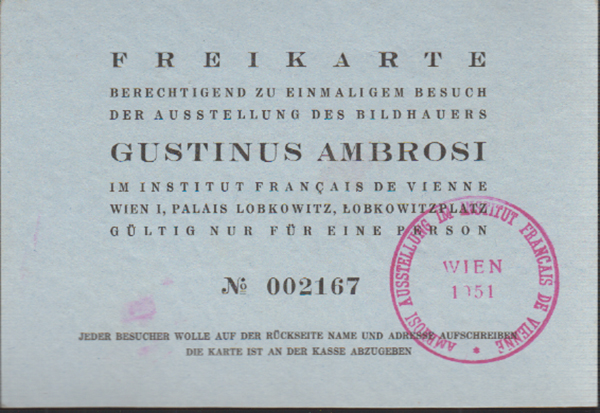 FREIKARTE
BERECHTIGEND ZU EINMALIGEM BESUCH
DER AUSSTELLUNG DES BILDHAUERS
GUSTINUS AMBROSI
IM INSTITUT FRANÇAIS DE VIENNE
WIEN I, PALAIS LOBKOWITZ, LOBKOWITZPLATZ
GÜLTIG NUR FÜR EINE PERSON
№ 002167
AMBROSI AUSSTELLUNG IM INSTITUT FRANCAIS DE VIENNE *
WIEN
1951
JEDER BESUCHER WOLLE AUF DER RÜCKSEITE NAME UND ADRESSE AUFSCHREIBEN
DIE KARTE IST AN DER KASSE ABZUGEBEN